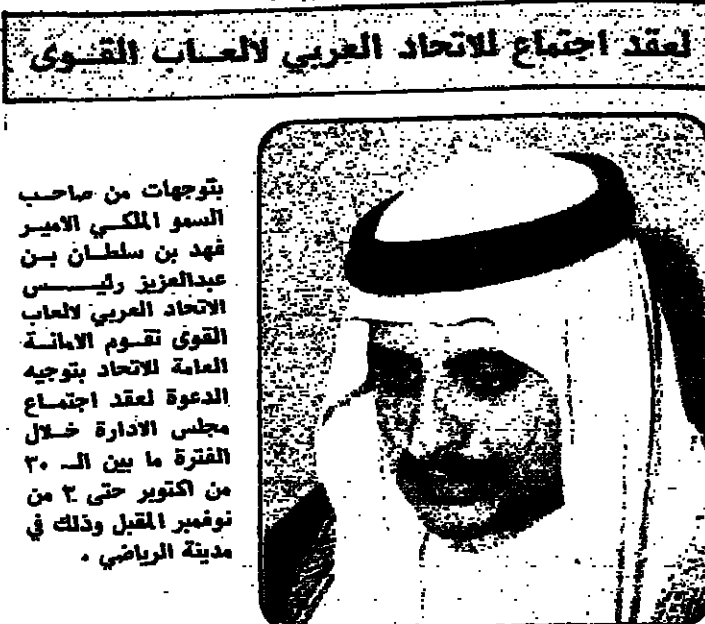 لعقد اجتماع للاتحاد العربي لالعاب القوى
بتوجهات من صاحب
السمو الملكي الامير
فهد بن سلطان بن
عبدالعزيز رئيس
الاتحاد العربي لالعاب
القوى تقوم الامانة
العامة للاتحاد بتوجيه
الدعوة لعقد اجتماع
مجلس الادارة خلال
الفترة ما بين الـ ٣٠
من اكتوبر حتى ٢ من
نوفمبر المقبل وذلك في
مدينة الرياضي .